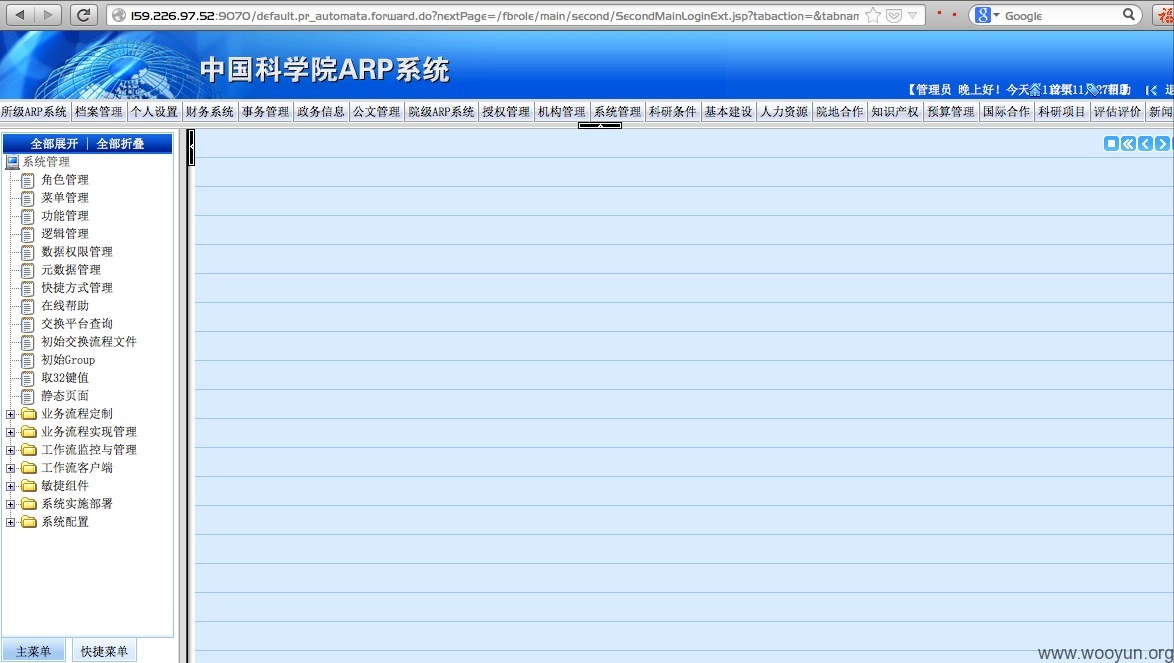 159.226.97.52:9070/default.pr_automata.forward.do?nextPage=/fbrole/main/second/SecondMainLoginExt.jsp?tabaction=&tabnam
Google
中国科学院ARP系统
【管理员 晚上好! 今天
所级ARP系统 档案管理 个人设置 财务系统 事务管理 政务信息 公文管理 院级ARP系统 授权管理 机构管理 系统管理 科研条件 基本建设 人力资源 院地合作 知识产权 预算管理 国际合作 科研项目 评估评价 新闻
全部展开 | 全部折叠
系统管理
角色管理
菜单管理
功能管理
逻辑管理
数据权限管理
元数据管理
快捷方式管理
在线帮助
交换平台查询
初始交换流程文件
初始Group
取32键值
静态页面
业务流程定制
业务流程实现管理
工作流监控与管理
工作流客户端
敏捷组件
系统实施部署
系统配置
主菜单 快捷菜单
www.wooyun.org